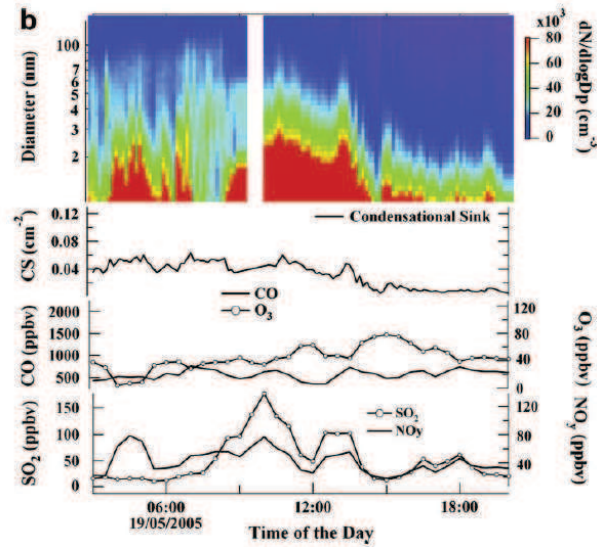 b
100
7
6
5
4
3
2
Diameter (nm)
x10³
80
60
40
20
0
dN/dlogDp (cm⁻³)
0.12
0.08
0.04
CS (cm⁻²)
Condensational Sink
CO
O₃
2000
1500
1000
500
CO (ppbv)
120
80
40
0
O₃ (ppbv)
SO₂
NOy
150
100
50
0
SO₂ (ppbv)
120
80
40
NOy (ppbv)
06:00
12:00
18:00
19/05/2005
Time of the Day